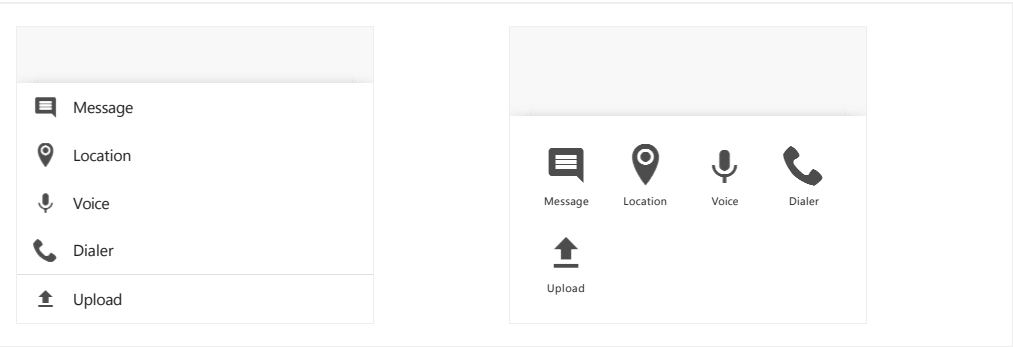 Message
Location
Voice
Dialer
Upload
Message Location Voice Dialer
Upload